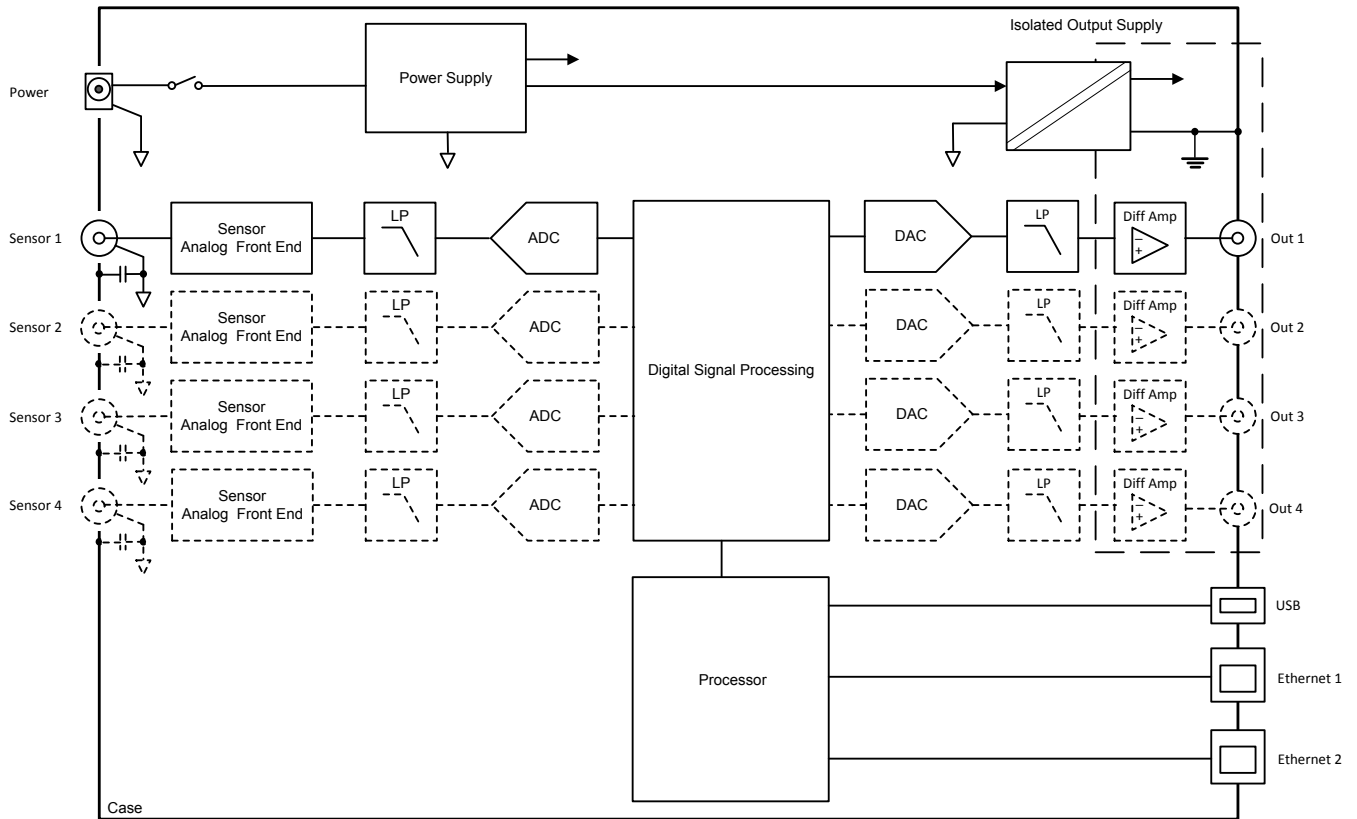 Isolated Output Supply
Power
Power Supply
Sensor 1
Sensor
Analog Front End
LP
ADC
DAC
LP
Diff Amp
−
+
Out 1
Sensor 2
Sensor
Analog Front End
LP
ADC
DAC
LP
Diff Amp
−
+
Out 2
Digital Signal Processing
Sensor 3
Sensor
Analog Front End
LP
ADC
DAC
LP
Diff Amp
−
+
Out 3
Sensor 4
Sensor
Analog Front End
LP
ADC
DAC
LP
Diff Amp
−
+
Out 4
USB
Processor
Ethernet 1
Ethernet 2
Case